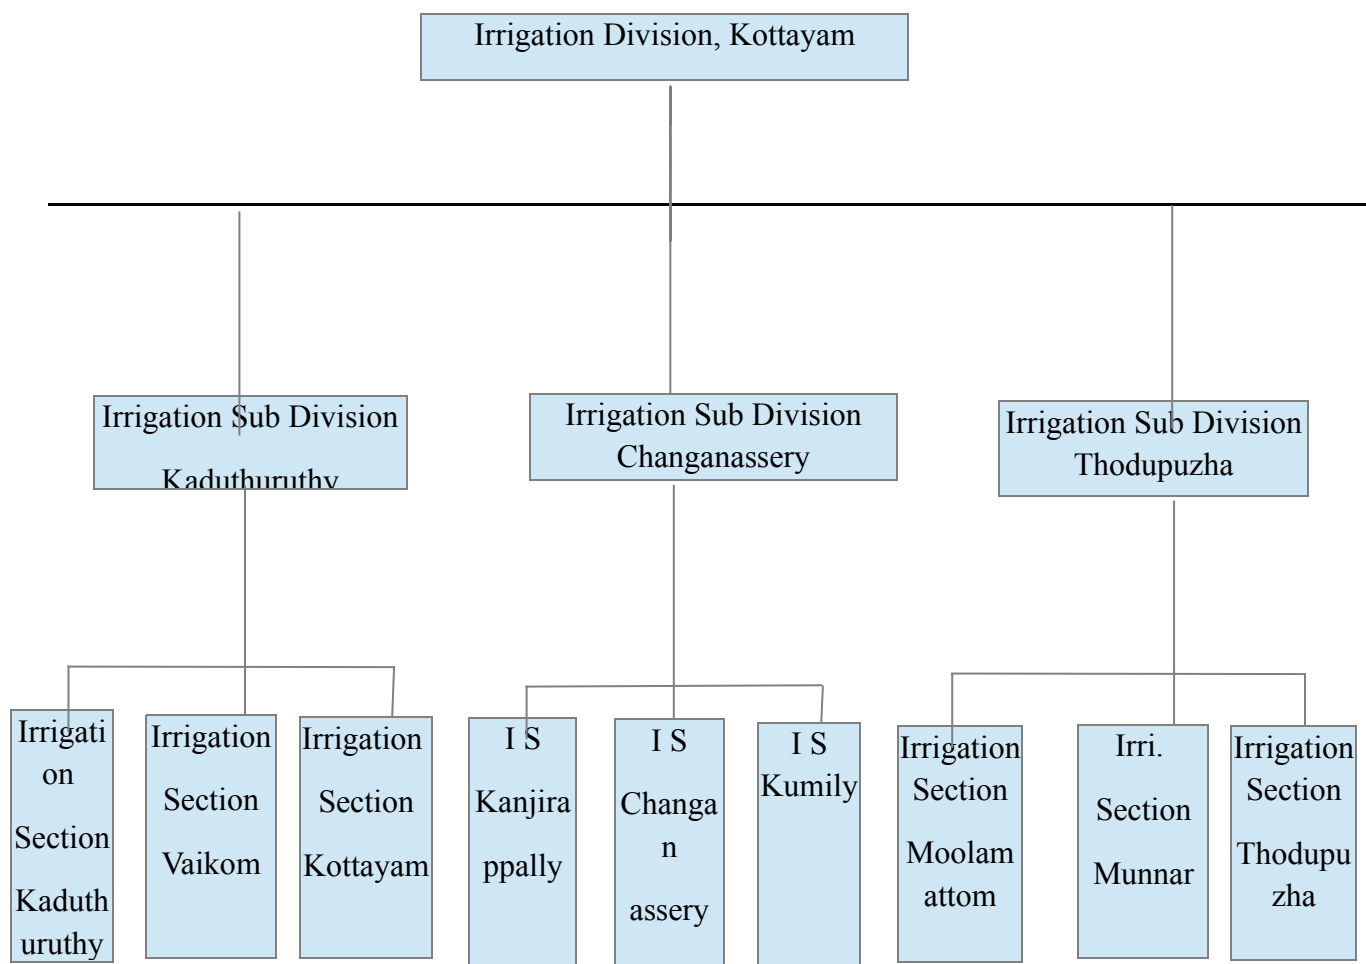 Irrigation Division, Kottayam
Irrigation Sub Division
Kaduthuruthy
Irrigation Sub Division
Changanassery
Irrigation Sub Division
Thodupuzha
Irrigati
on
Section
Kaduth
uruthy
Irrigation
Section
Vaikom
Irrigation
Section
Kottayam
I S
Kanjira
ppally
I S
Changa
n
assery
I S
Kumily
Irrigation
Section
Moolam
attom
Irri.
Section
Munnar
Irrigation
Section
Thodupu
zha